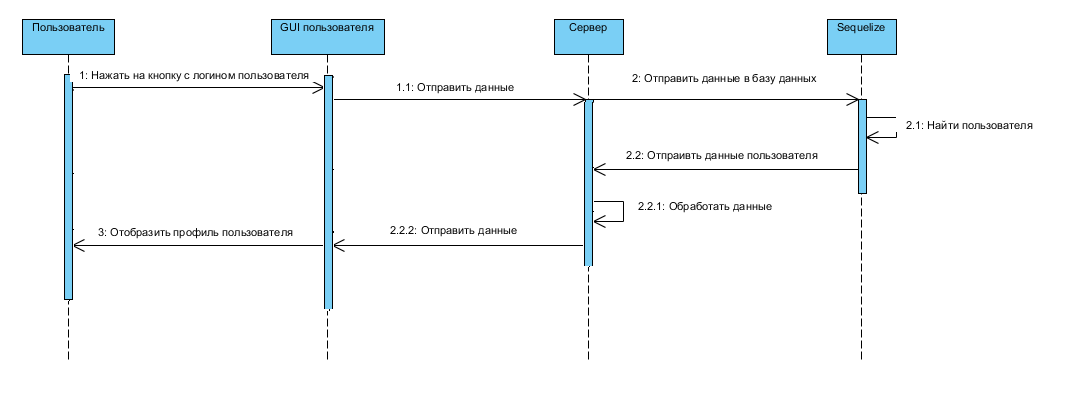 Пользователь
GUI пользователя
Сервер
Sequelize
1: Нажать на кнопку с логином пользователя
1.1: Отправить данные
2: Отправить данные в базу данных
2.1: Найти пользователя
2.2: Отпраивть данные пользователя
2.2.1: Обработать данные
2.2.2: Отправить данные
3: Отобразить профиль пользователя